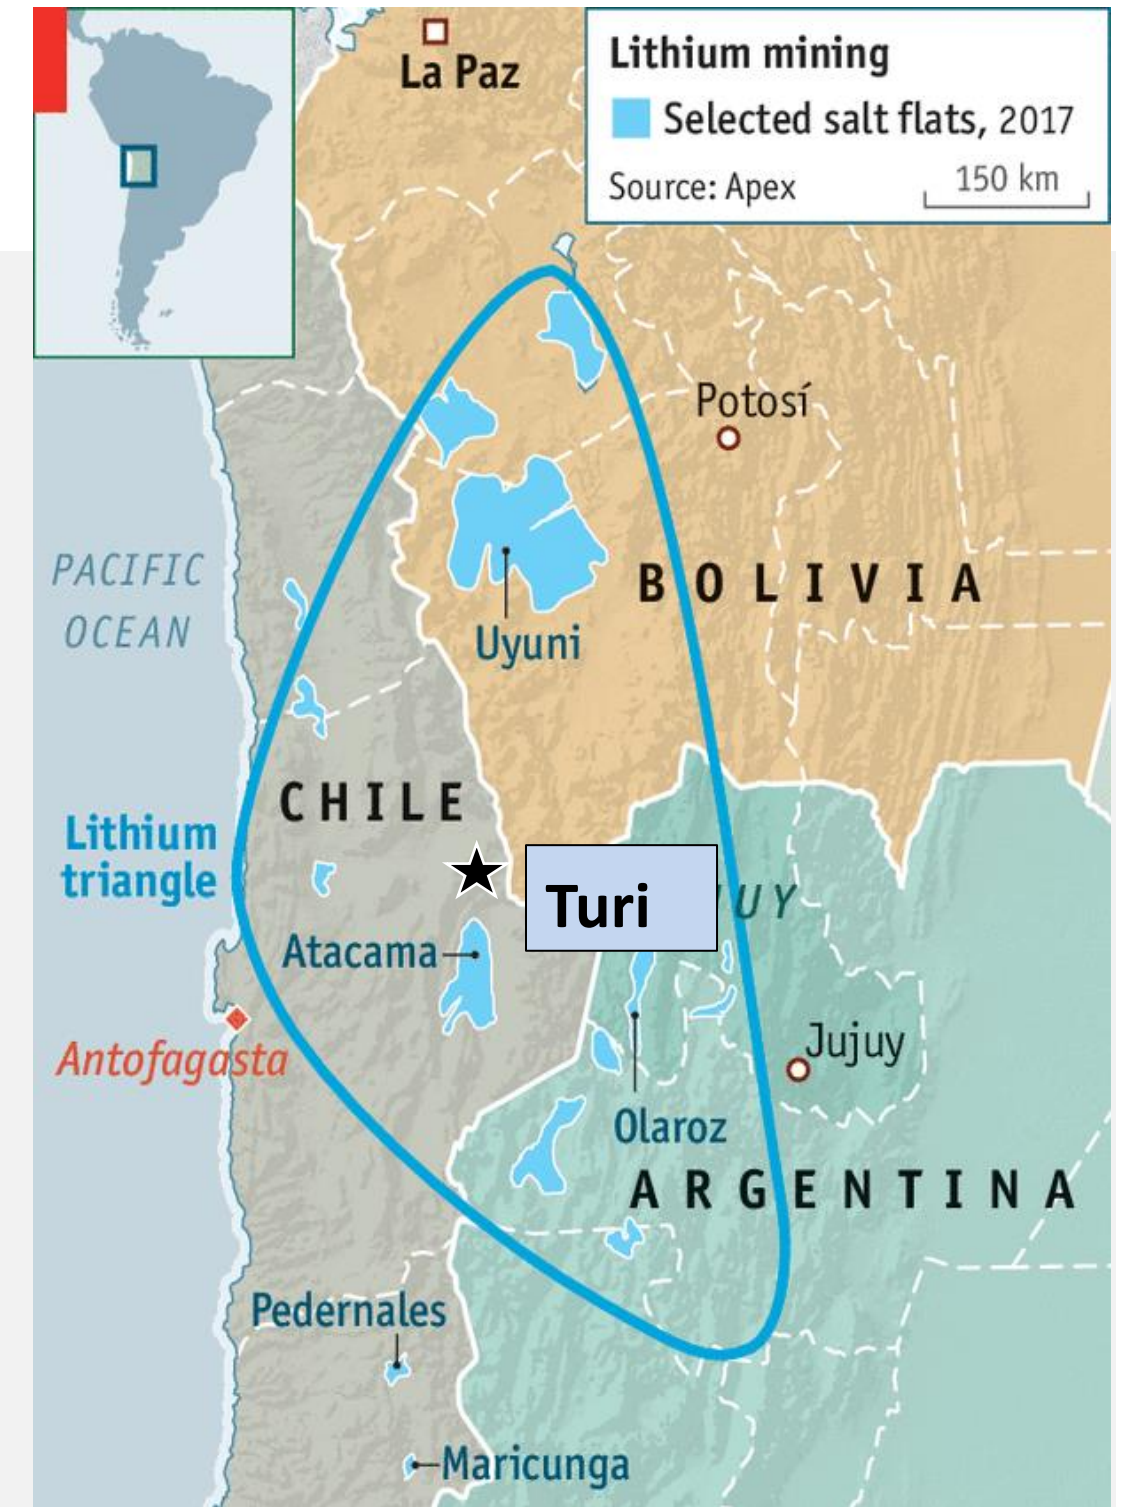 La Paz
Lithium mining
Selected salt flats, 2017
Source: Apex
150 km
Potosí
PACIFIC
OCEAN
BOLIVIA
Uyuni
CHILE
Lithium
triangle
Turi
UY
Atacama
Antofagasta
Jujuy
Olaroz
ARGENTINA
Pedernales
Maricunga